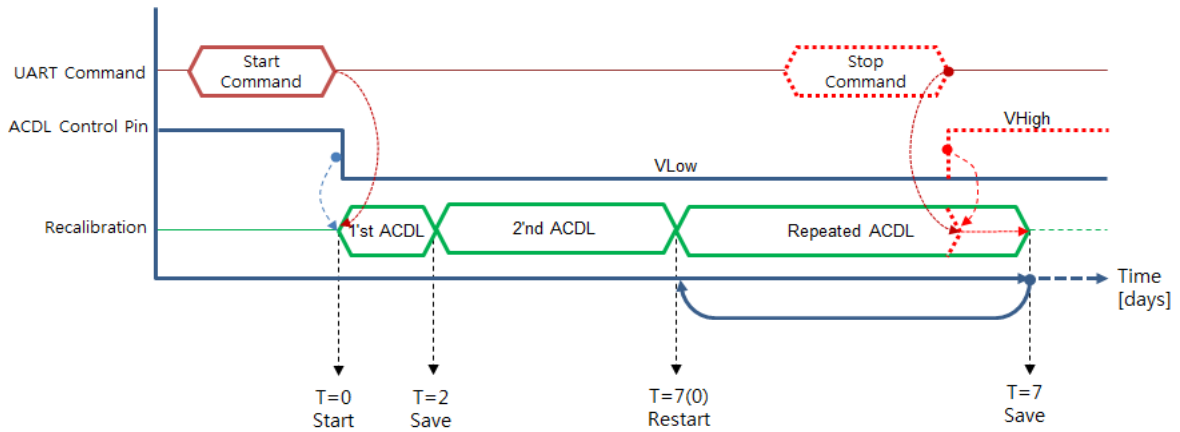 Start
Command
Stop
Command
UART Command
ACDL Control Pin
VHigh
VLow
Recalibration
1'st ACDL
2'nd ACDL
Repeated ACDL
Time
[days]
T=0
Start
T=2
Save
T=7(0)
Restart
T=7
Save